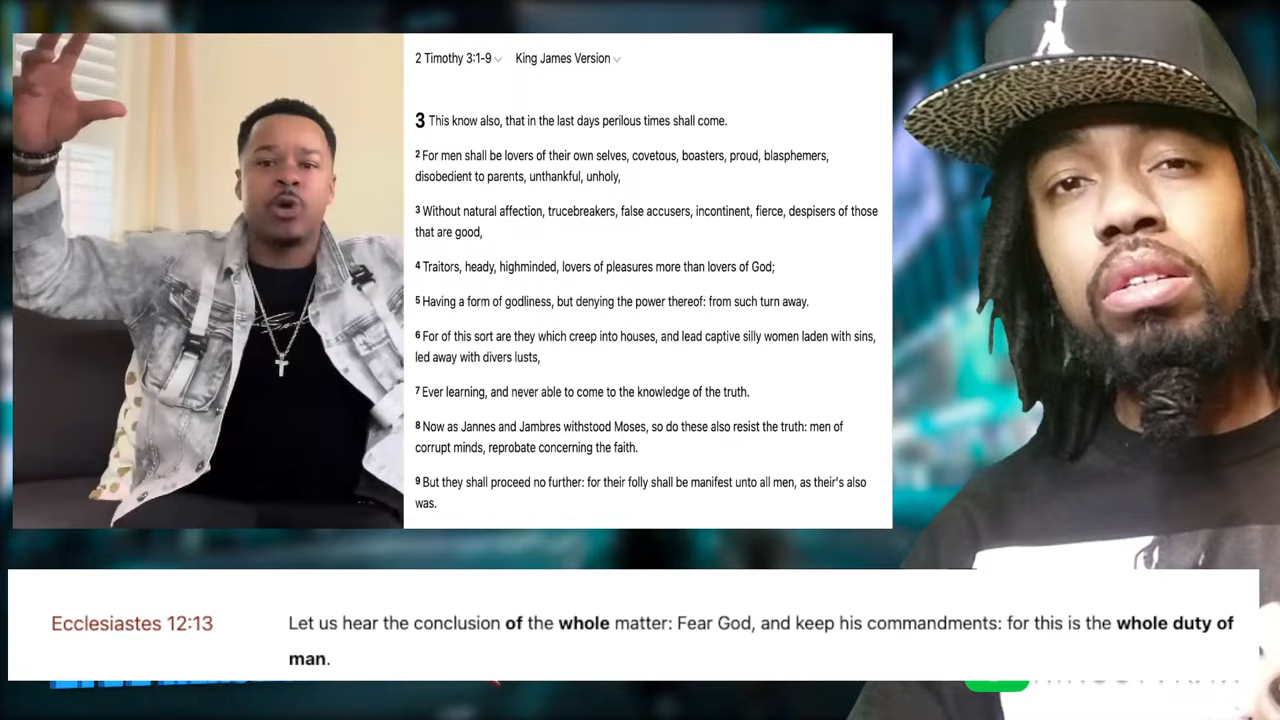 2 Timothy 3:1-9 King James Version
3 This know also, that in the last days perilous times shall come.
2 For men shall be lovers of their own selves, covetous, boasters, proud, blasphemers,
disobedient to parents, unthankful, unholy,
3 Without natural affection, trucebreakers, false accusers, incontinent, fierce, despisers of those
that are good,
4 Traitors, heady, highminded, lovers of pleasures more than lovers of God;
5 Having a form of godliness, but denying the power thereof: from such turn away.
6 For of this sort are they which creep into houses, and lead captive silly women laden with sins,
led away with divers lusts,
7 Ever learning, and never able to come to the knowledge of the truth.
8 Now as Jannes and Jambres withstood Moses, so do these also resist the truth: men of
corrupt minds, reprobate concerning the faith.
9 But they shall proceed no further: for their folly shall be manifest unto all men, as their's also
was.
Ecclesiastes 12:13 Let us hear the conclusion of the whole matter: Fear God, and keep his commandments: for this is the whole duty of
man.